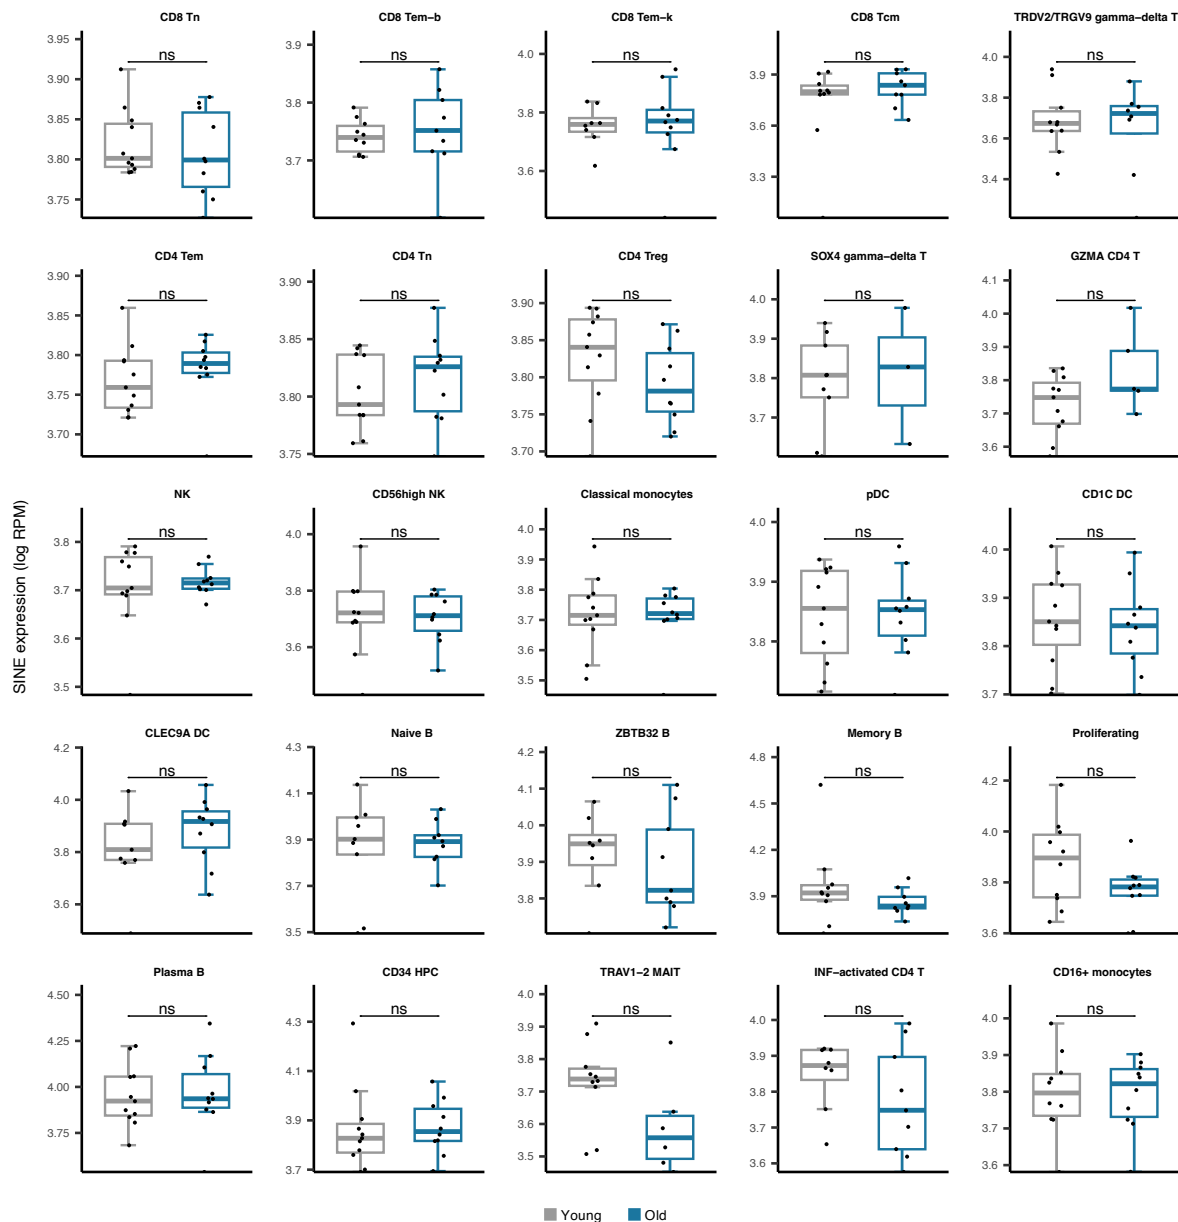 CD8 Tn
CD8 Tem−b
CD8 Tem−k
CD8 Tcm
TRDV2/TRGV9 gamma−delta T
3.95
3.90
3.85
3.80
3.75
ns
3.9
3.8
3.7
ns
4.0
3.8
3.6
ns
3.9
3.6
3.3
ns
4.0
3.8
3.6
3.4
ns
CD4 Tem
CD4 Tn
CD4 Treg
SOX4 gamma−delta T
GZMA CD4 T
3.90
3.85
3.80
3.75
3.70
ns
3.90
3.85
3.80
3.75
ns
3.90
3.85
3.80
3.75
3.70
ns
4.0
3.9
3.8
3.7
ns
4.1
4.0
3.9
3.8
3.7
3.6
ns
SINE expression (log RPM)
NK
CD56high NK
Classical monocytes
pDC
CD1C DC
3.8
3.7
3.6
3.5
ns
4.0
3.8
3.6
ns
4.0
3.9
3.8
3.7
3.6
3.5
ns
4.0
3.9
3.8
ns
4.0
3.9
3.8
3.7
ns
CLEC9A DC
Naive B
ZBTB32 B
Memory B
Proliferating
4.2
4.0
3.8
3.6
ns
4.3
4.1
3.9
3.7
3.5
ns
4.2
4.1
4.0
3.9
3.8
ns
4.8
4.5
4.2
3.9
ns
4.2
4.0
3.8
3.6
ns
Plasma B
CD34 HPC
TRAV1−2 MAIT
INF−activated CD4 T
CD16+ monocytes
4.50
4.25
4.00
3.75
ns
4.3
4.1
3.9
3.7
ns
4.0
3.9
3.8
3.7
3.6
3.5
ns
4.0
3.9
3.8
3.7
3.6
ns
4.0
3.9
3.8
3.7
3.6
ns
Young
Old